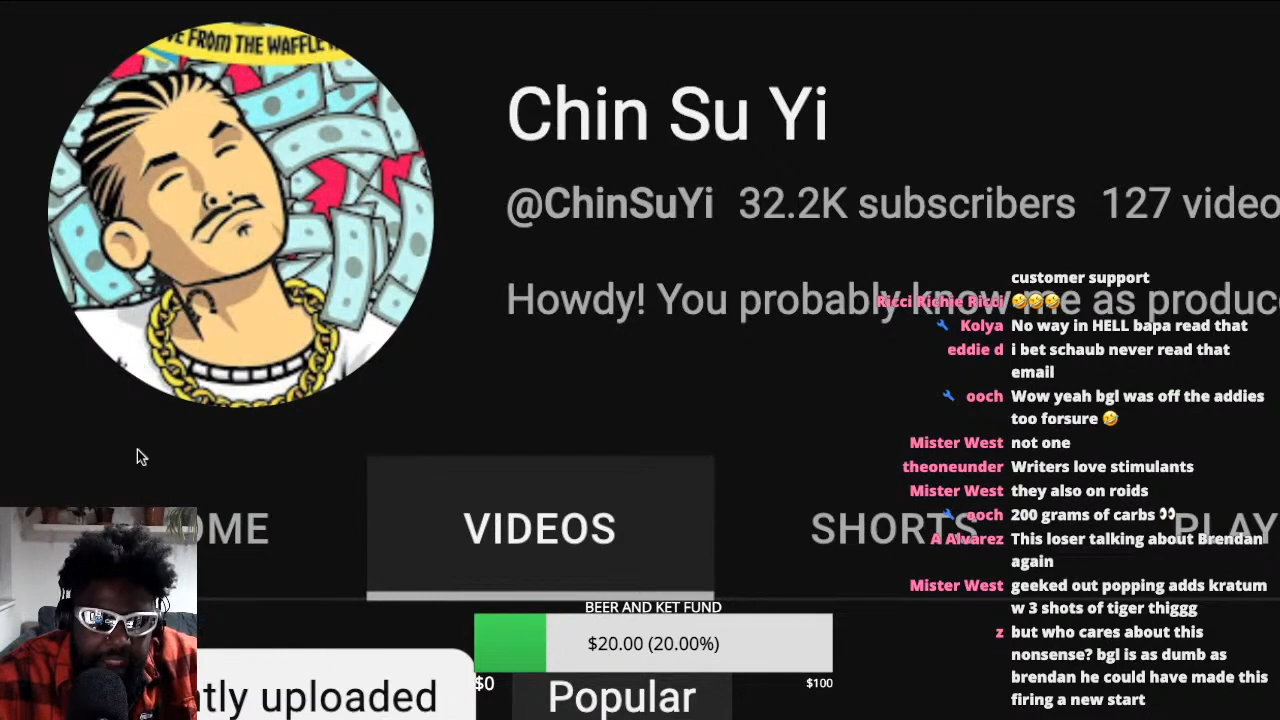 VE FROM THE WAFFLE
Chin Su Yi
@ChinSuYi 32.2K subscribers 127 video
Howdy! You probably know me as produc
OME
VIDEOS
SHORTS
PLAY
tly uploaded
Popular
BEER AND KET FUND
$20.00 (20.00%)
$0
$100
customer support
Ricci Richie Ricci 🤣🤣🤣
Kolya No way in HELL bapa read that
eddie d i bet schaub never read that
email
ooch Wow yeah bgl was off the addies
too forsure 🤣
Mister West not one
theoneunder Writers love stimulants
Mister West they also on roids
ooch 200 grams of carbs 👀
A Alvarez This loser talking about Brendan
again
Mister West geeked out popping adds kratum
w 3 shots of tiger thiggg
z but who cares about this
nonsense? bgl is as dumb as
brendan he could have made this
firing a new start